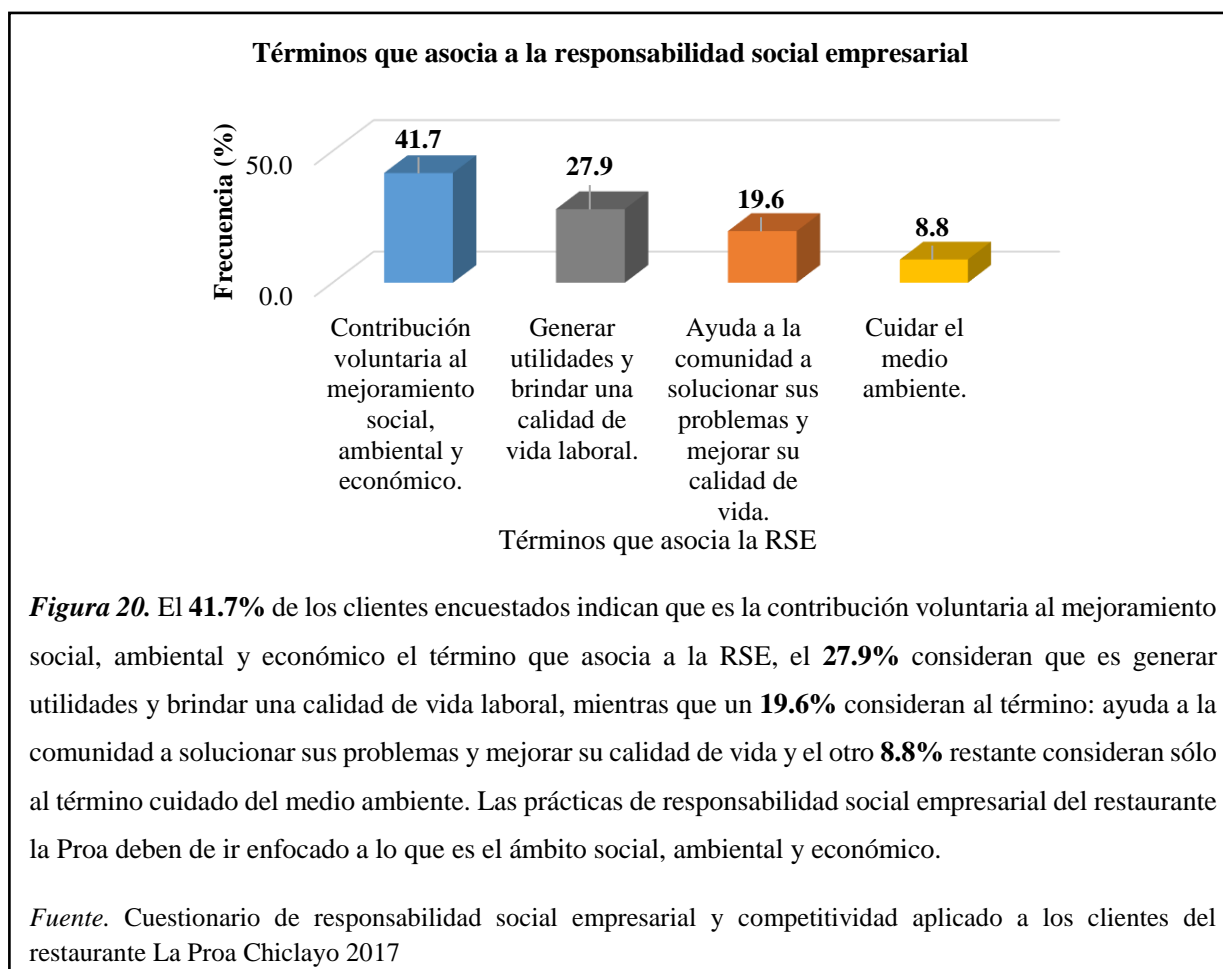 Términos que asocia a la responsabilidad social empresarial
Frecuencia (%)
50.0
0.0
41.7
27.9
19.6
8.8
Contribución
voluntaria al
mejoramiento
social,
ambiental y
económico.
Generar
utilidades y
brindar una
calidad de
vida laboral.
Ayuda a la
comunidad a
solucionar sus
problemas y
mejorar su
calidad de
vida.
Cuidar el
medio
ambiente.
Términos que asocia la RSE
Figura 20. El 41.7% de los clientes encuestados indican que es la contribución voluntaria al mejoramiento
social, ambiental y económico el término que asocia a la RSE, el 27.9% consideran que es generar
utilidades y brindar una calidad de vida laboral, mientras que un 19.6% consideran al término: ayuda a la
comunidad a solucionar sus problemas y mejorar su calidad de vida y el otro 8.8% restante consideran sólo
al término cuidado del medio ambiente. Las prácticas de responsabilidad social empresarial del restaurante
la Proa deben de ir enfocado a lo que es el ámbito social, ambiental y económico.
Fuente. Cuestionario de responsabilidad social empresarial y competitividad aplicado a los clientes del
restaurante La Proa Chiclayo 2017